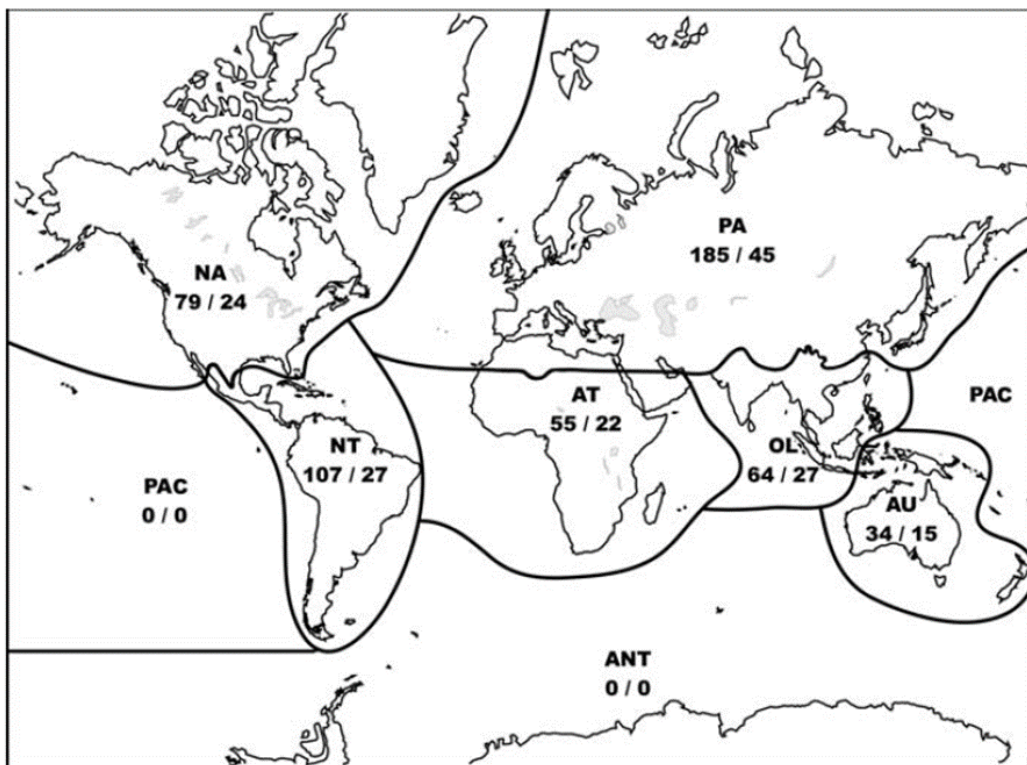 PA
185 / 45
NA
79 / 24
AT
55 / 22
PAC
NT
107 / 27
OL
64 / 27
PAC
0 / 0
AU
34 / 15
ANT
0 / 0